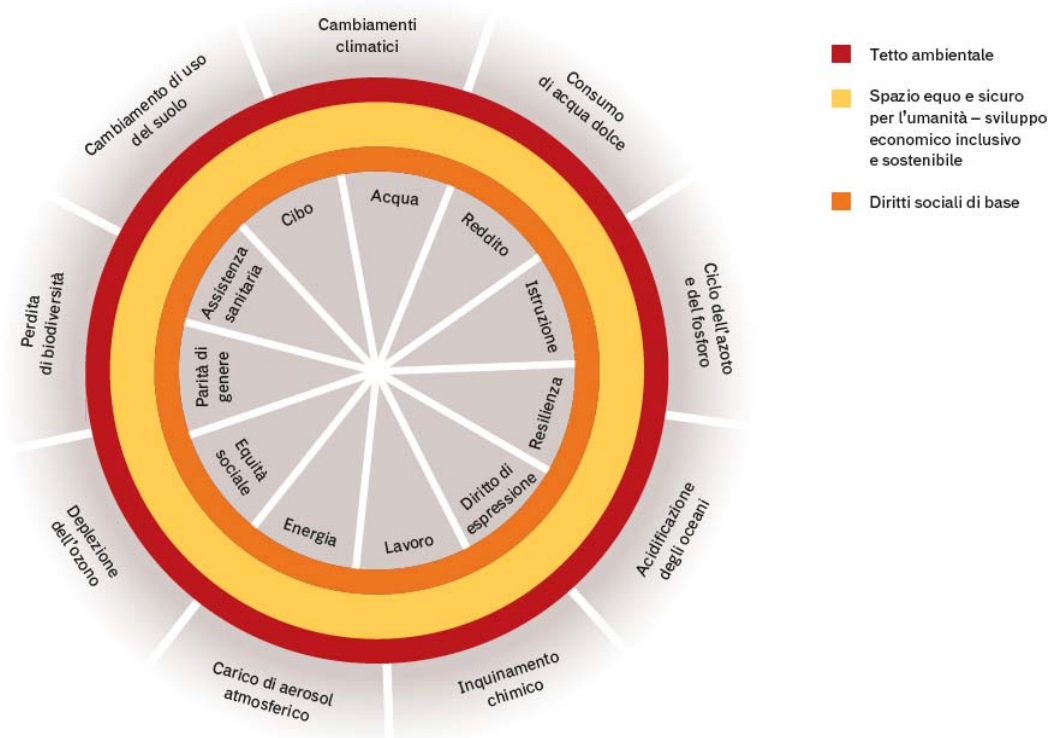 Cambiamenti
climatici
Consumo
di acqua dolce
Ciclo dell'azoto
e del fosforo
Acidificazione
degli oceani
Inquinamento
chimico
Carico di aerosol
atmosferico
Deplezione
dell'ozono
Perdita
di biodiversità
Cambiamento di uso
del suolo
Acqua
Reddito
Istruzione
Resilienza
Diritto di
espressione
Lavoro
Energia
Equità
sociale
Parità di
genere
Assistenza
sanitaria
Cibo
Tetto ambientale
Spazio equo e sicuro
per l'umanità – sviluppo
economico inclusivo
e sostenibile
Diritti sociali di base